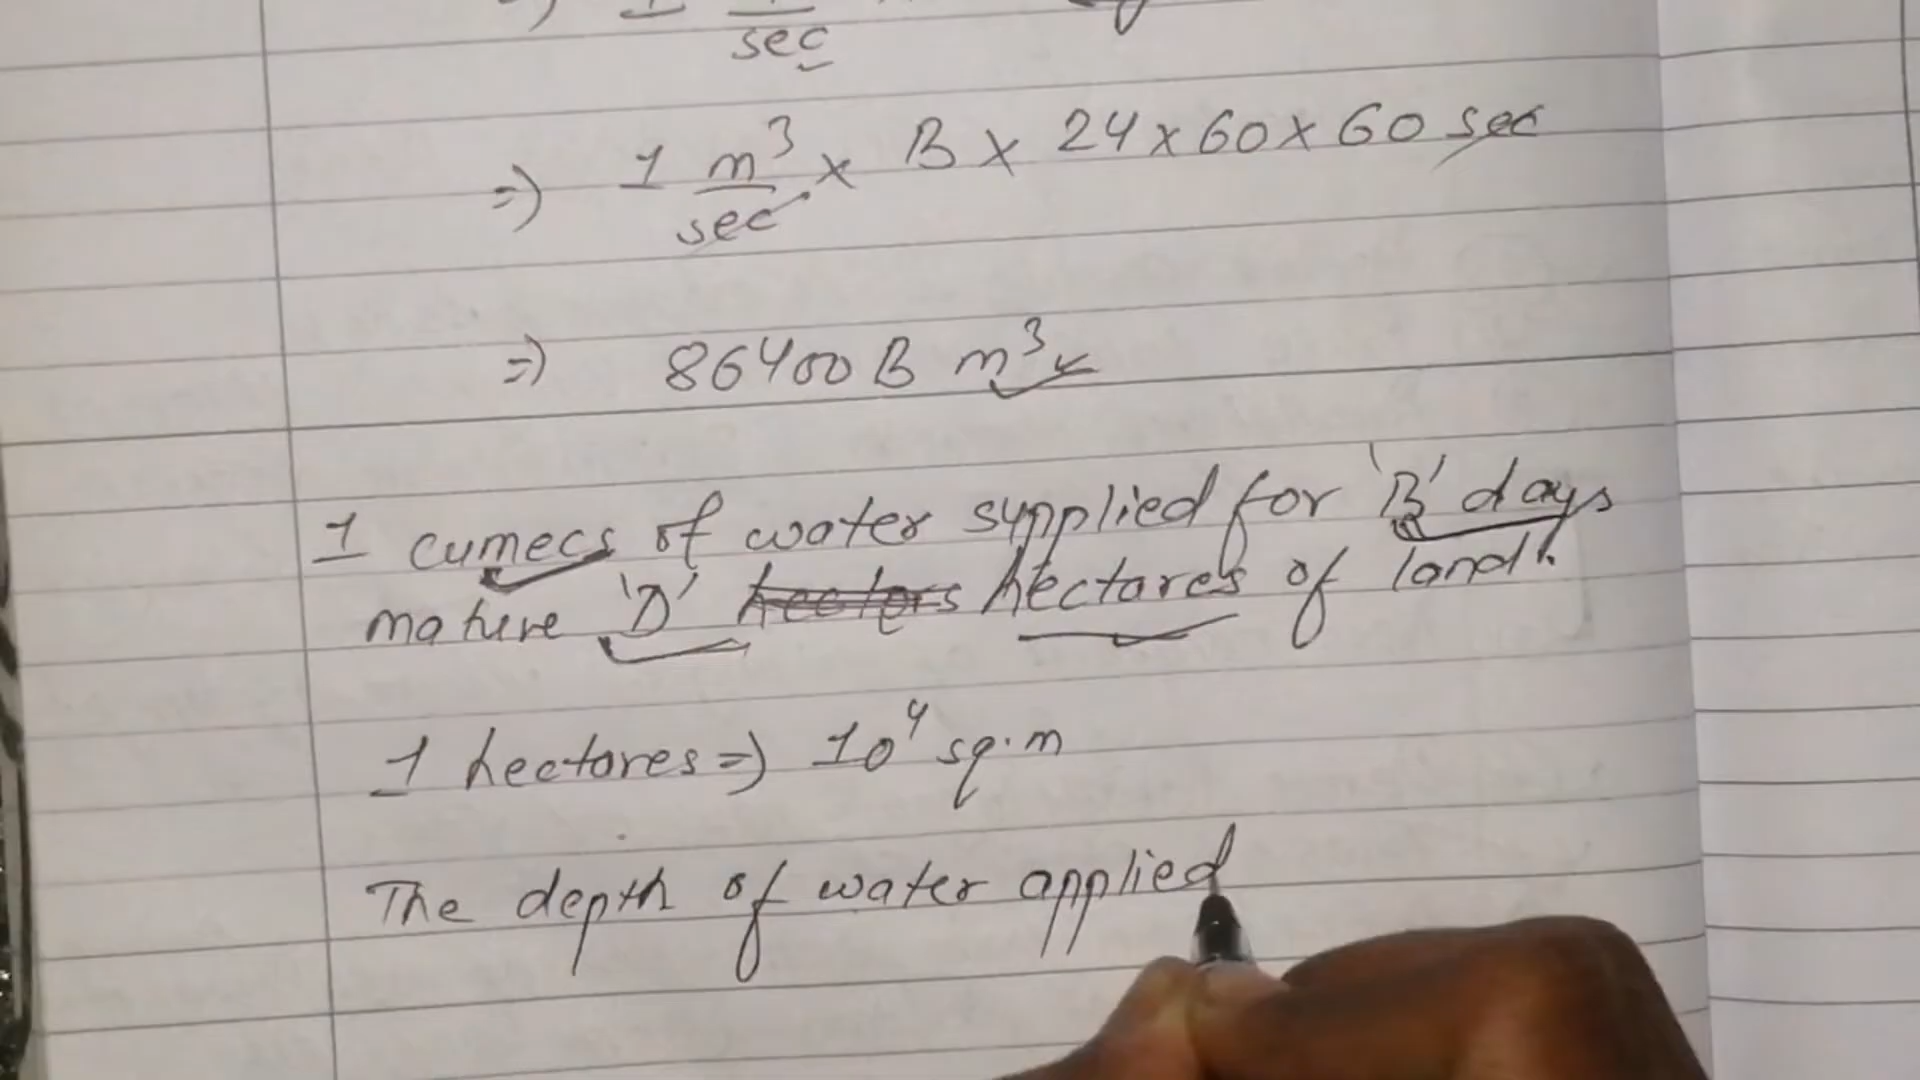 sec
=) 1 m³/sec × B × 24 × 60 × 60 sec
=) 86400 B m³
1 cumecs of water supplied for 'B' days
mature 'D' hectors hectares of land
1 hectares =) 10⁴ sq.m
The depth of water applied